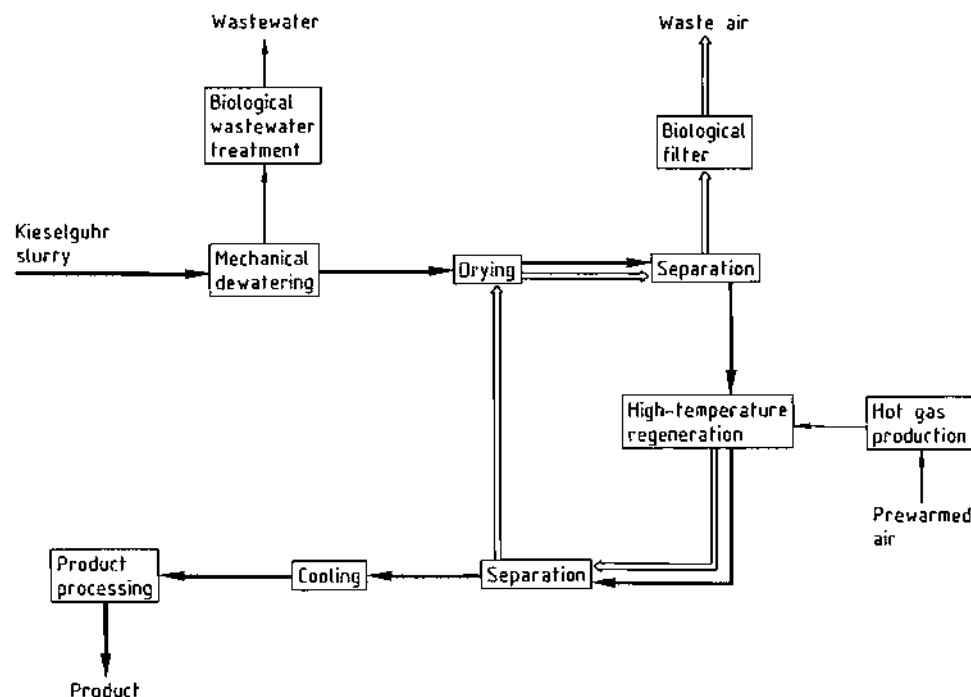 Wastewater
Waste air
Biological
wastewater
treatment
Biological
filter
Kieselguhr
slurry
Mechanical
dewatering
Drying
Separation
High-temperature
regeneration
Hot gas
production
Prewarmed
air
Product
processing
Cooling
Separation
Product